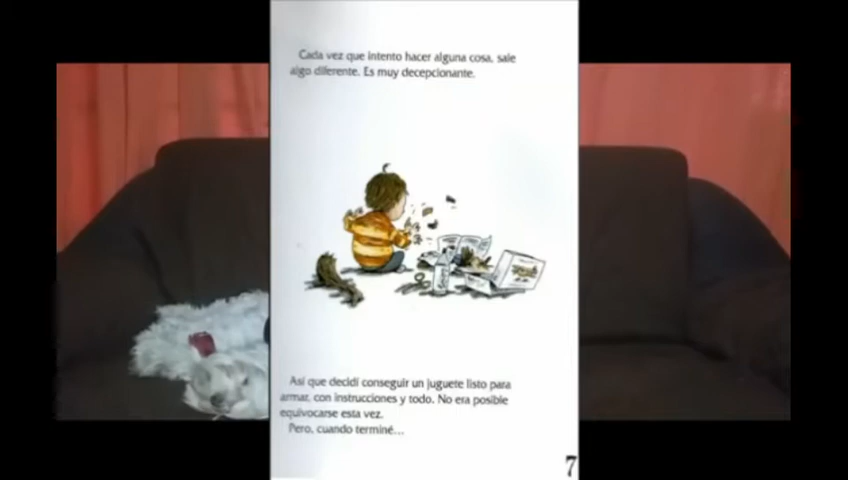 Cada vez que intento hacer alguna cosa, sale
algo diferente. Es muy decepcionante.
Así que decidí conseguir un juguete listo para
armar, con instrucciones y todo. No era posible
equivocarse esta vez.
Pero, cuando terminé...
7